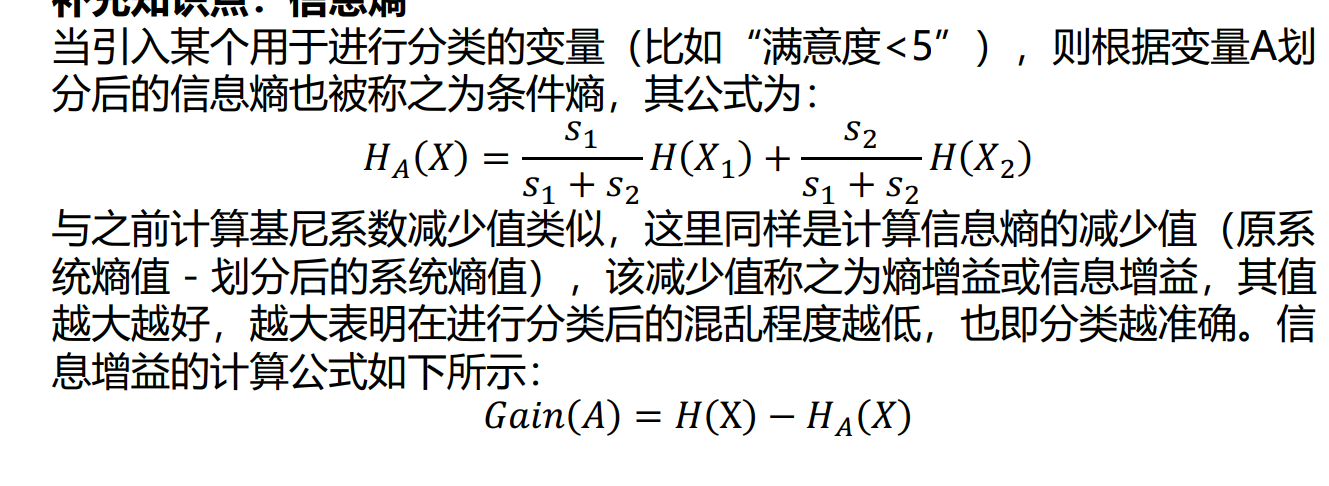 补充知识点：信息熵
当引入某个用于进行分类的变量（比如“满意度<5”），则根据变量A划
分后的信息熵也被称之为条件熵，其公式为：
H_A(X) = \frac{s_1}{s_1 + s_2} H(X_1) + \frac{s_2}{s_1 + s_2} H(X_2)
与之前计算基尼系数减少值类似，这里同样是计算信息熵的减少值（原系
统熵值 - 划分后的系统熵值），该减少值称之为熵增益或信息增益，其值
越大越好，越大表明在进行分类后的混乱程度越低，也即分类越准确。信
息增益的计算公式如下所示：
Gain(A) = H(X) − H_A(X)